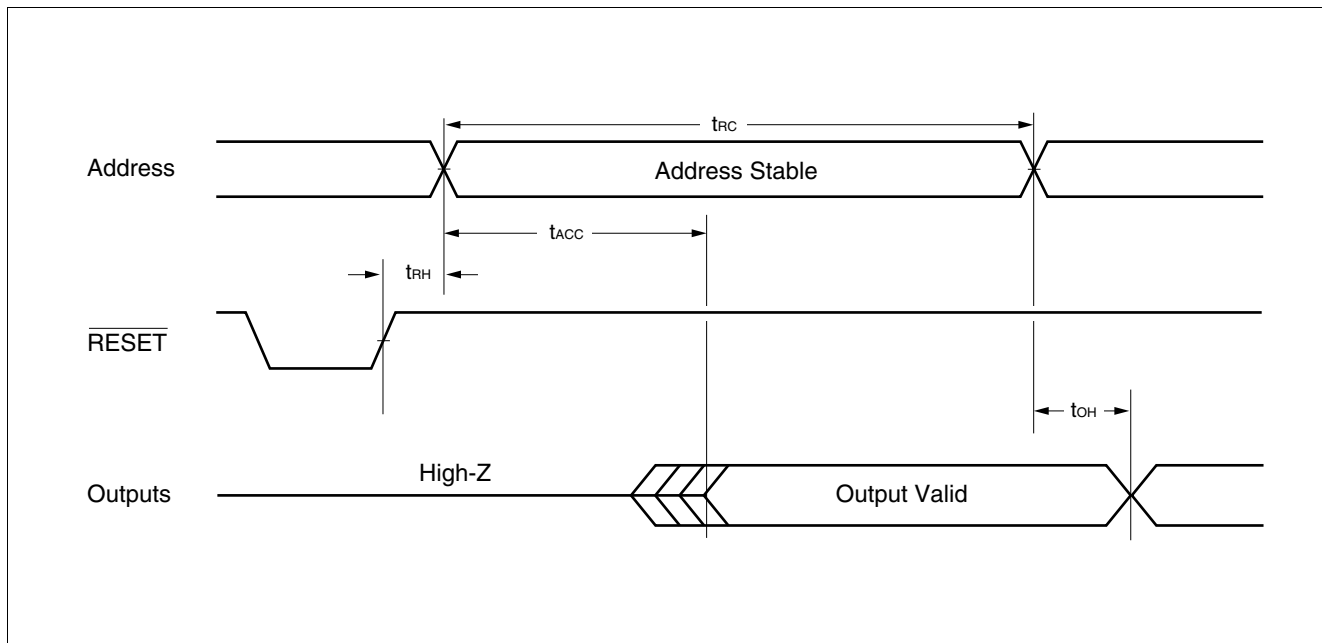 tRC
Address
Address Stable
tACC
tRH
RESET
tOH
High-Z
Outputs
Output Valid